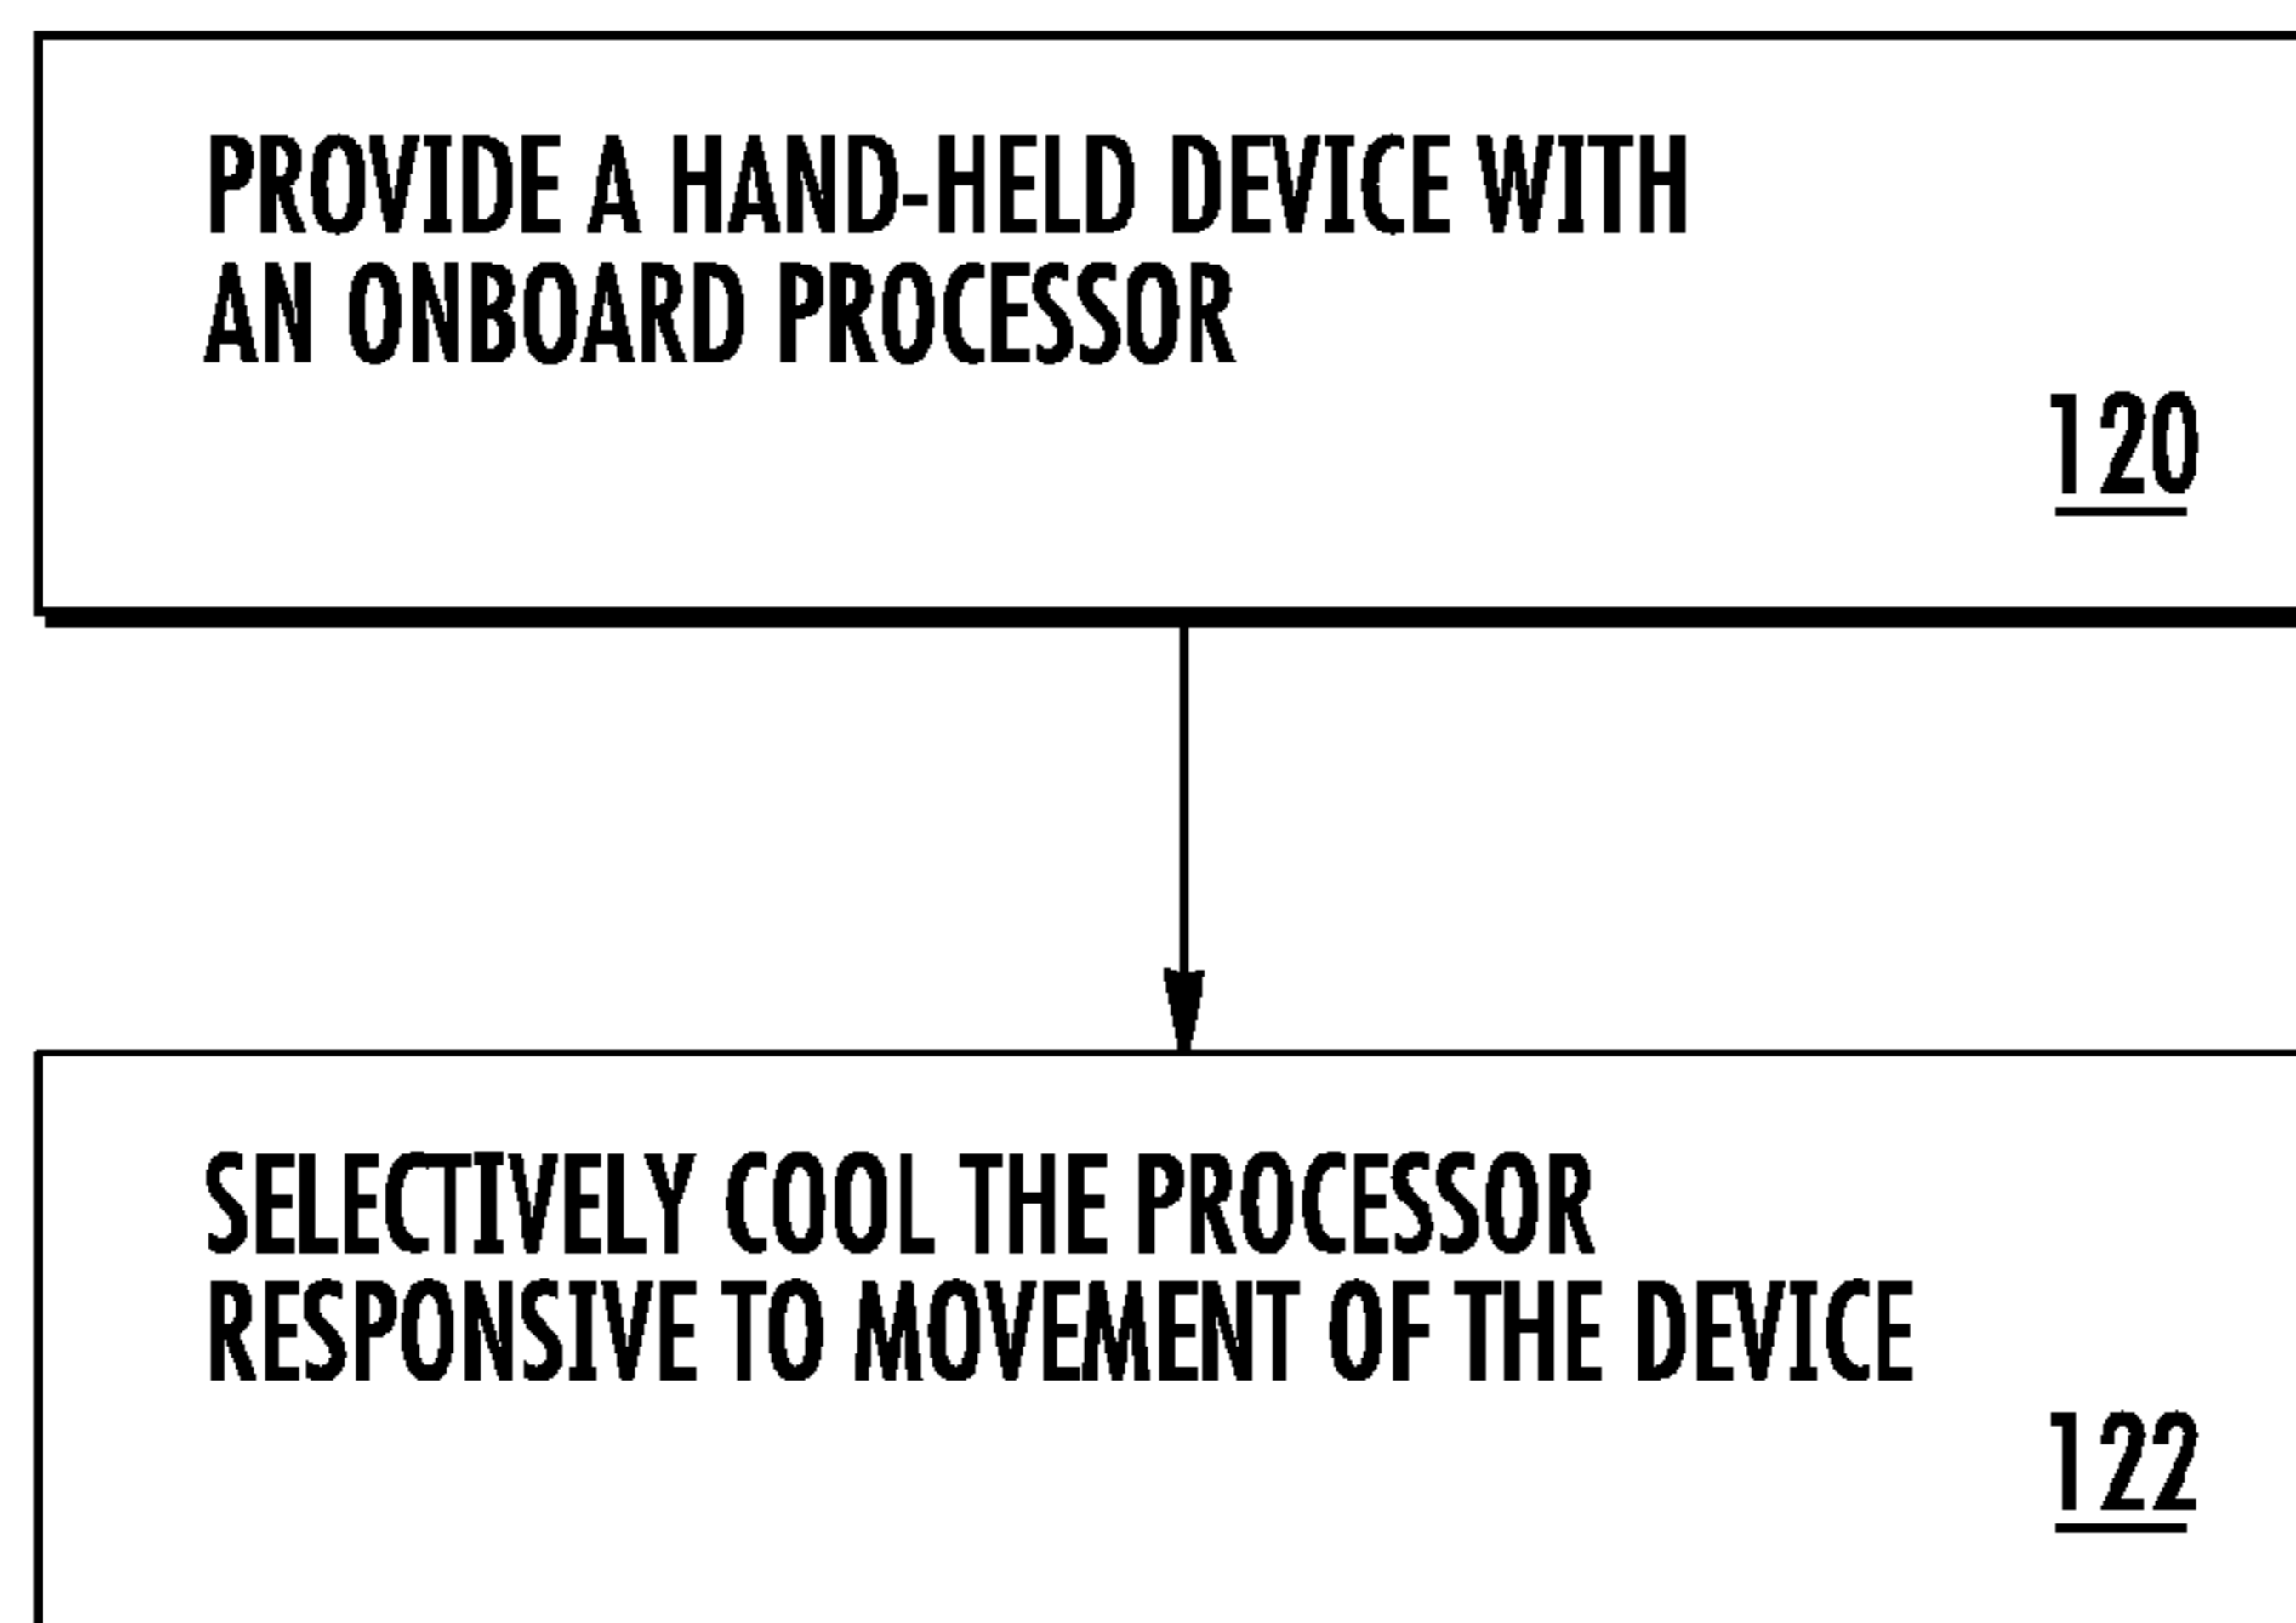 PROVIDE A HAND-HELD DEVICE WITH
AN ONBOARD PROCESSOR
120
SELECTIVELY COOL THE PROCESSOR
RESPONSIVE TO MOVEMENT OF THE DEVICE
122